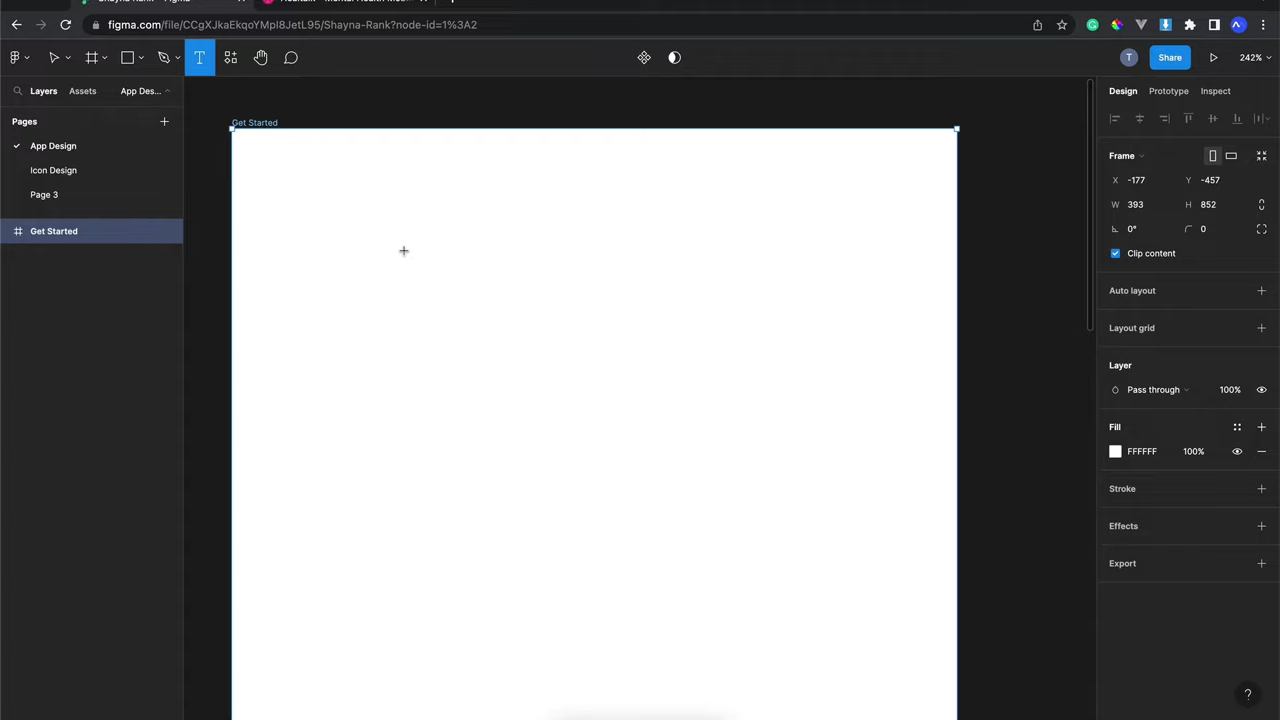 figma.com/file/CCgXJkaEkqoYMpI8JetL95/Shayna-Rank?node-id=1%3A2
T
Share
242%
Layers
Assets
App Des...
Design
Prototype
Inspect
Pages
App Design
Icon Design
Page 3
Get Started
Get Started
Frame
X -177 Y -457
W 393 H 852
0° 0
Clip content
Auto layout
Layout grid
Layer
Pass through 100%
Fill
FFFFFF 100%
Stroke
Effects
Export
?